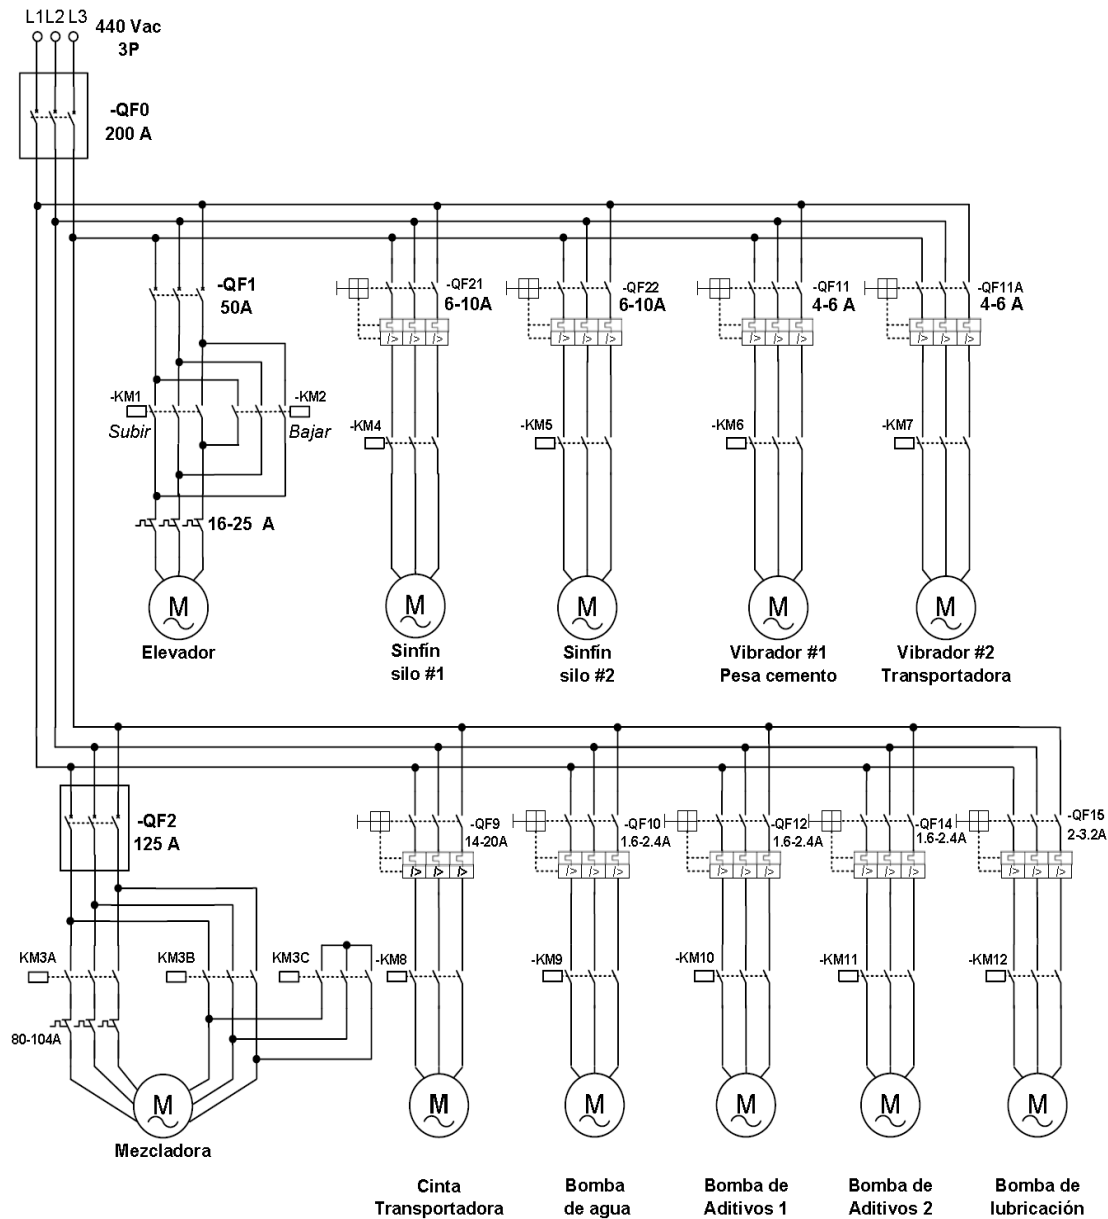 L1 L2 L3
440 Vac
3P
-QF0
200 A
-QF1
50A
-QF21
6-10A
-QF22
6-10A
-QF11
4-6 A
-QF11A
4-6 A
I> I> I>
I> I> I>
I> I> I>
I> I> I>
-KM1
Subir
-KM2
Bajar
-KM4
-KM5
-KM6
-KM7
16-25 A
M
M
M
M
M
Elevador
Sinfín
silo #1
Sinfín
silo #2
Vibrador #1
Pesa cemento
Vibrador #2
Transportadora
-QF2
125 A
-QF9
14-20A
-QF10
1.6-2.4A
-QF12
1.6-2.4A
-QF14
1.6-2.4A
-QF15
2-3.2A
I> I> I>
I> I> I>
I> I> I>
I> I> I>
I> I> I>
KM3A
KM3B
KM3C
-KM8
-KM9
-KM10
-KM11
-KM12
80-104A
M
M
M
M
M
M
Mezcladora
Cinta
Transportadora
Bomba
de agua
Bomba de
Aditivos 1
Bomba de
Aditivos 2
Bomba de
lubricación